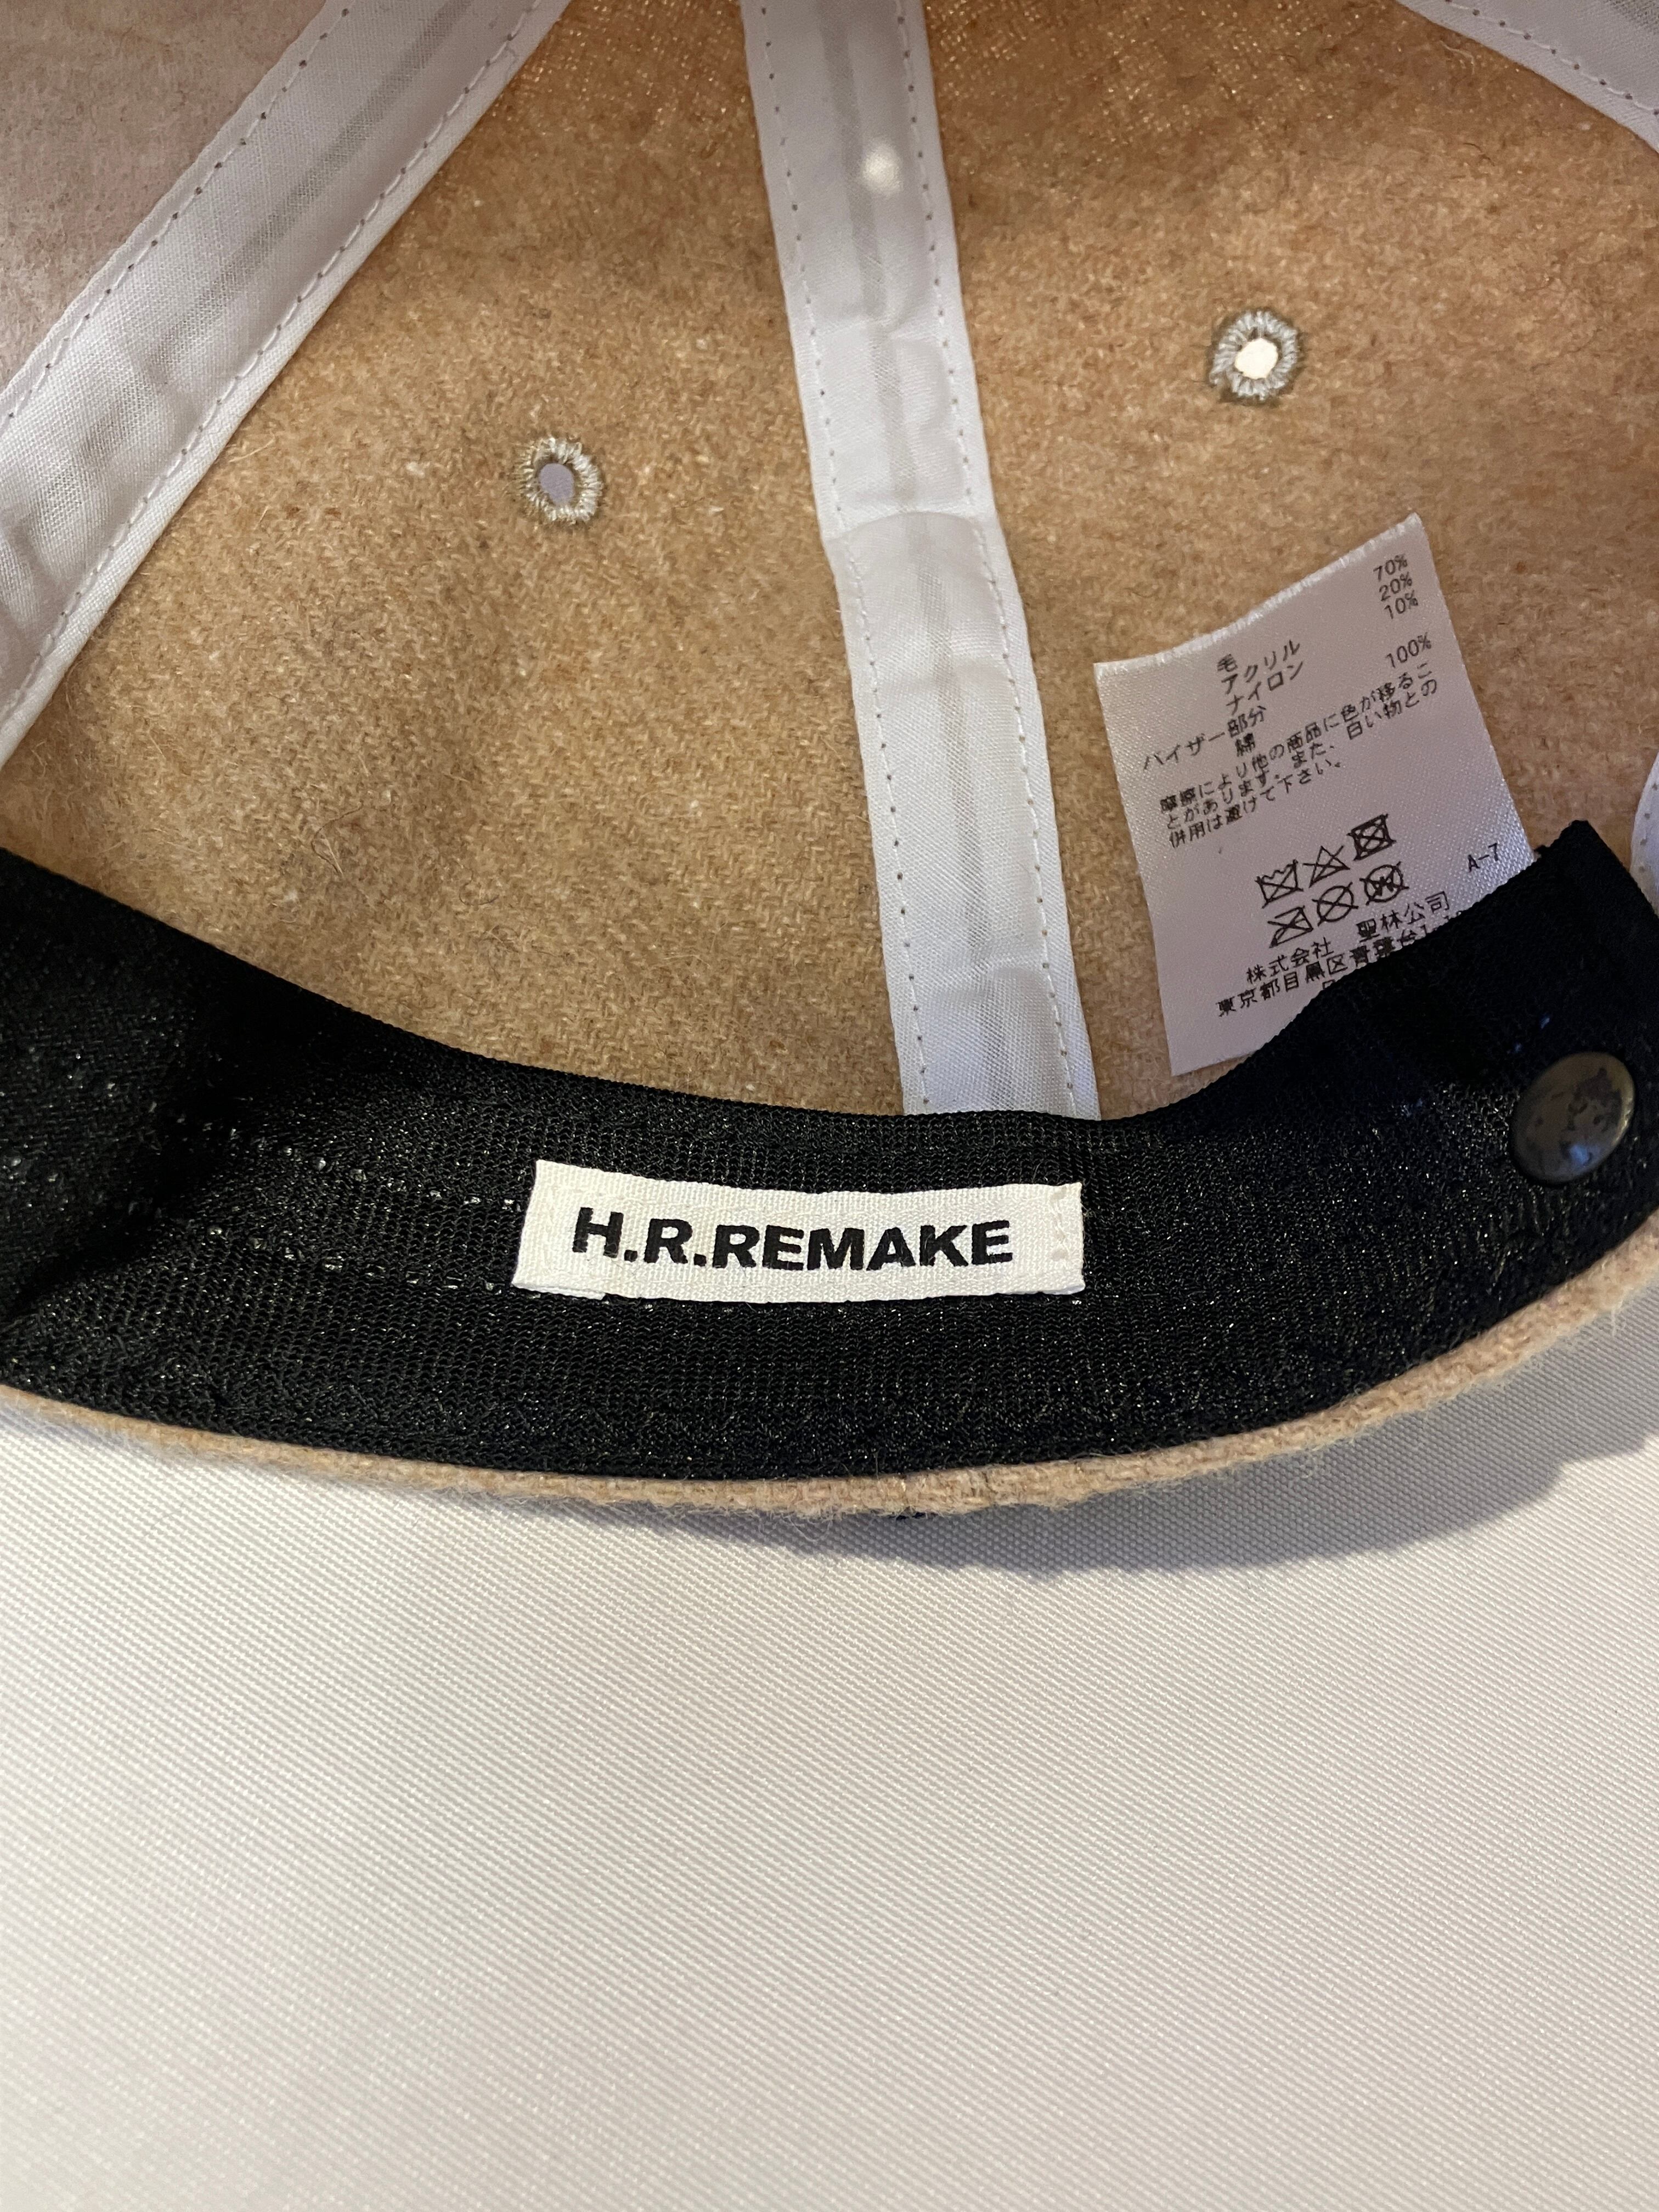 毛 70%
アクリル 20%
ナイロン 10%
バイザー部分
綿 100%
摩擦により他の商品に色が移るこ
とがあります。また、白い物との
併用は避けて下さい。
A-7
株式会社 聖林公司
東京都目黒区青葉台1
H.R.REMAKE